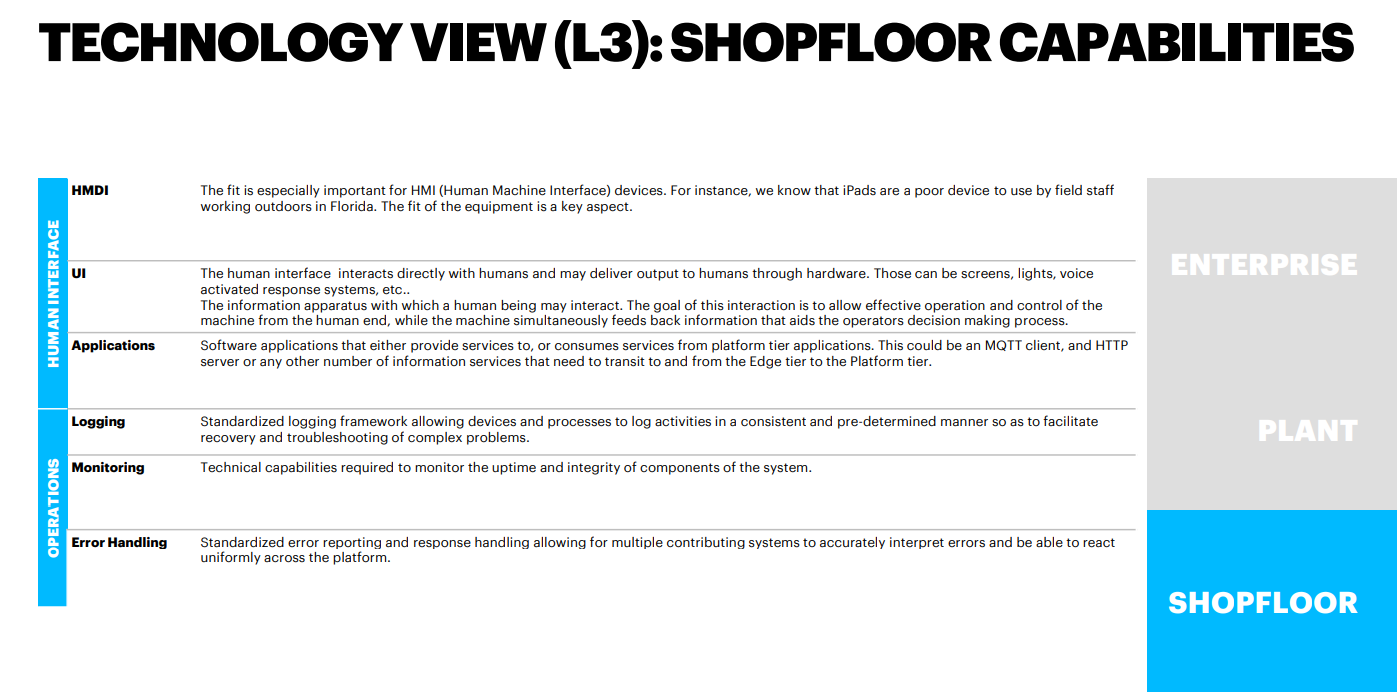 TECHNOLOGY VIEW (L3): SHOPFLOOR CAPABILITIES
HUMAN INTERFACE
HMDI
The fit is especially important for HMI (Human Machine Interface) devices. For instance, we know that iPads are a poor device to use by field staff
working outdoors in Florida. The fit of the equipment is a key aspect.
UI
The human interface  interacts directly with humans and may deliver output to humans through hardware. Those can be screens, lights, voice
activated response systems, etc..
The information apparatus with which a human being may interact. The goal of this interaction is to allow effective operation and control of the
machine from the human end, while the machine simultaneously feeds back information that aids the operators decision making process.
Applications
Software applications that either provide services to, or consumes services from platform tier applications. This could be an MQTT client, and HTTP
server or any other number of information services that need to transit to and from the Edge tier to the Platform tier.
OPERATIONS
Logging
Standardized logging framework allowing devices and processes to log activities in a consistent and pre-determined manner so as to facilitate
recovery and troubleshooting of complex problems.
Monitoring
Technical capabilities required to monitor the uptime and integrity of components of the system.
Error Handling
Standardized error reporting and response handling allowing for multiple contributing systems to accurately interpret errors and be able to react
uniformly across the platform.
ENTERPRISE
PLANT
SHOPFLOOR